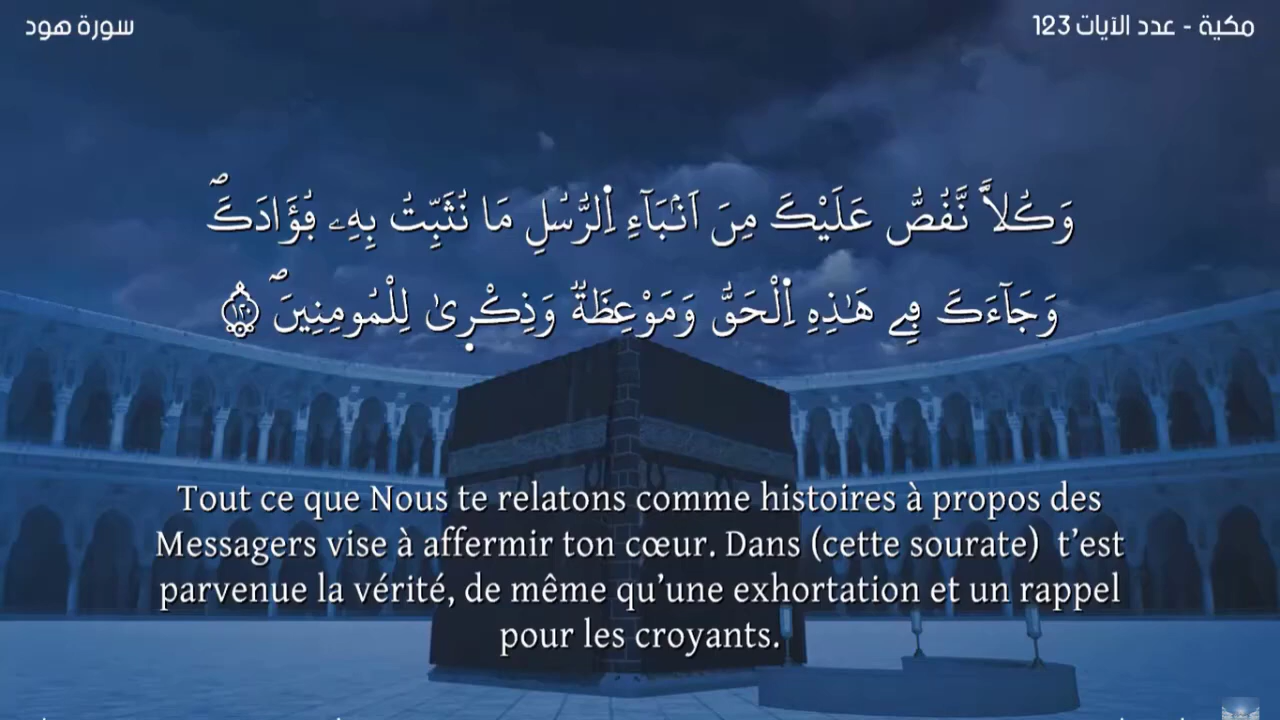 مكية - عدد الآيات 123
سورة هود
وَكُلّاٗ نَّقُصُّ عَلَيْكَ مِنَ اَنۢبَآءِ اِ۬لرُّسُلِ مَا نُثَبِّتُ بِهِۦ فُؤَادَكَۖ
وَجَآءَكَ فِے هَٰذِهِ اِ۬لْحَقُّ وَمَوْعِظَةٞ وَذِكْر۪يٰ لِلْمُومِنِينَۖ ١٢٠
Tout ce que Nous te relatons comme histoires à propos des
Messagers vise à affermir ton cœur. Dans (cette sourate)  t’est
parvenue la vérité, de même qu’une exhortation et un rappel
pour les croyants.